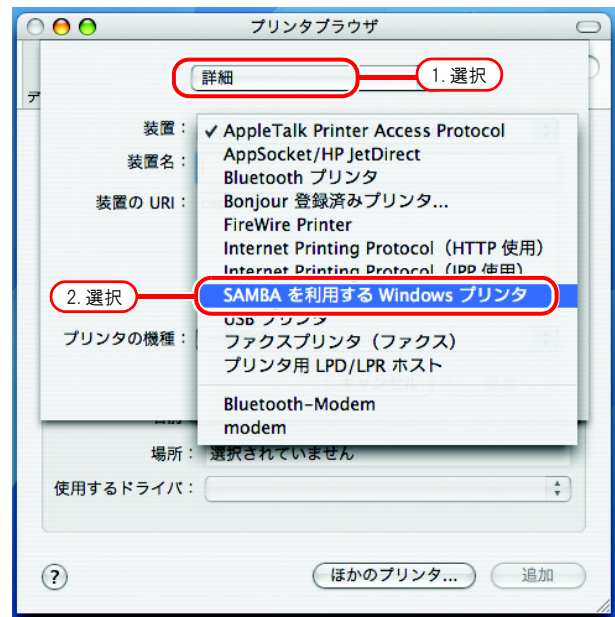 プリンタブラウザ
詳細
1. 選択
デ
装置：
✓ AppleTalk Printer Access Protocol
AppSocket/HP JetDirect
装置名：
Bluetooth プリンタ
装置の URI：
Bonjour 登録済みプリンタ...
FireWire Printer
Internet Printing Protocol（HTTP 使用）
Internet Printing Protocol（IPP 使用）
2. 選択
SAMBA を利用する Windows プリンタ
USB プリンタ
プリンタの機種：
ファクスプリンタ（ファクス）
プリンタ用 LPD/LPR ホスト
キャンセル
Bluetooth-Modem
名前：
modem
場所：
選択されていません
使用するドライバ：
?
ほかのプリンタ...
追加